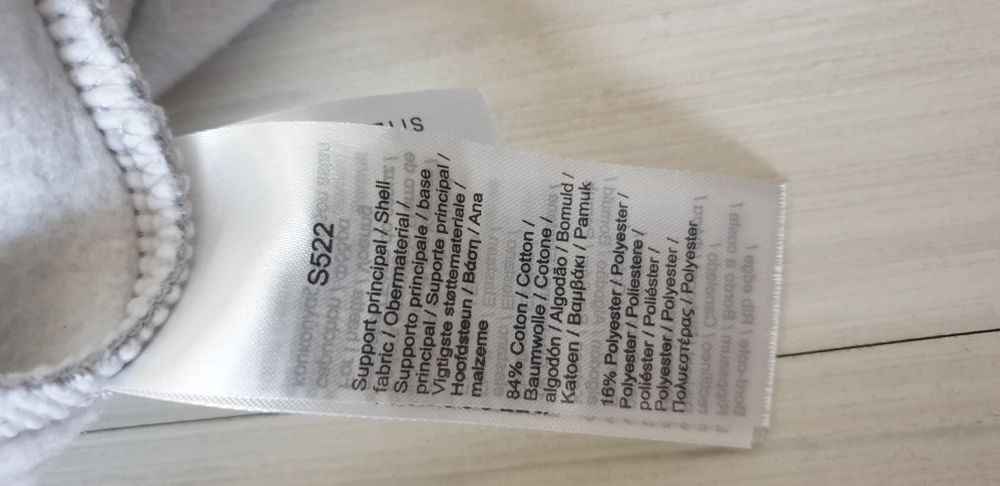 S522
Support principal / Shell
fabric / Obermaterial /
Supporto principale / base
principal / Suporte principal /
Vigtigste støttemateriale /
Hoofdsteun / Βάση / Ana
malzeme
84% Coton / Cotton /
Baumwolle / Cotone /
algodón / Algodão / Bomuld /
Katoen / Βαμβάκι / Pamuk
16% Polyester / Polyester /
Polyester / Poliestere /
poliéster / Poliéster /
Polyester / Polyester /
Πολυεστέρας / Polyester